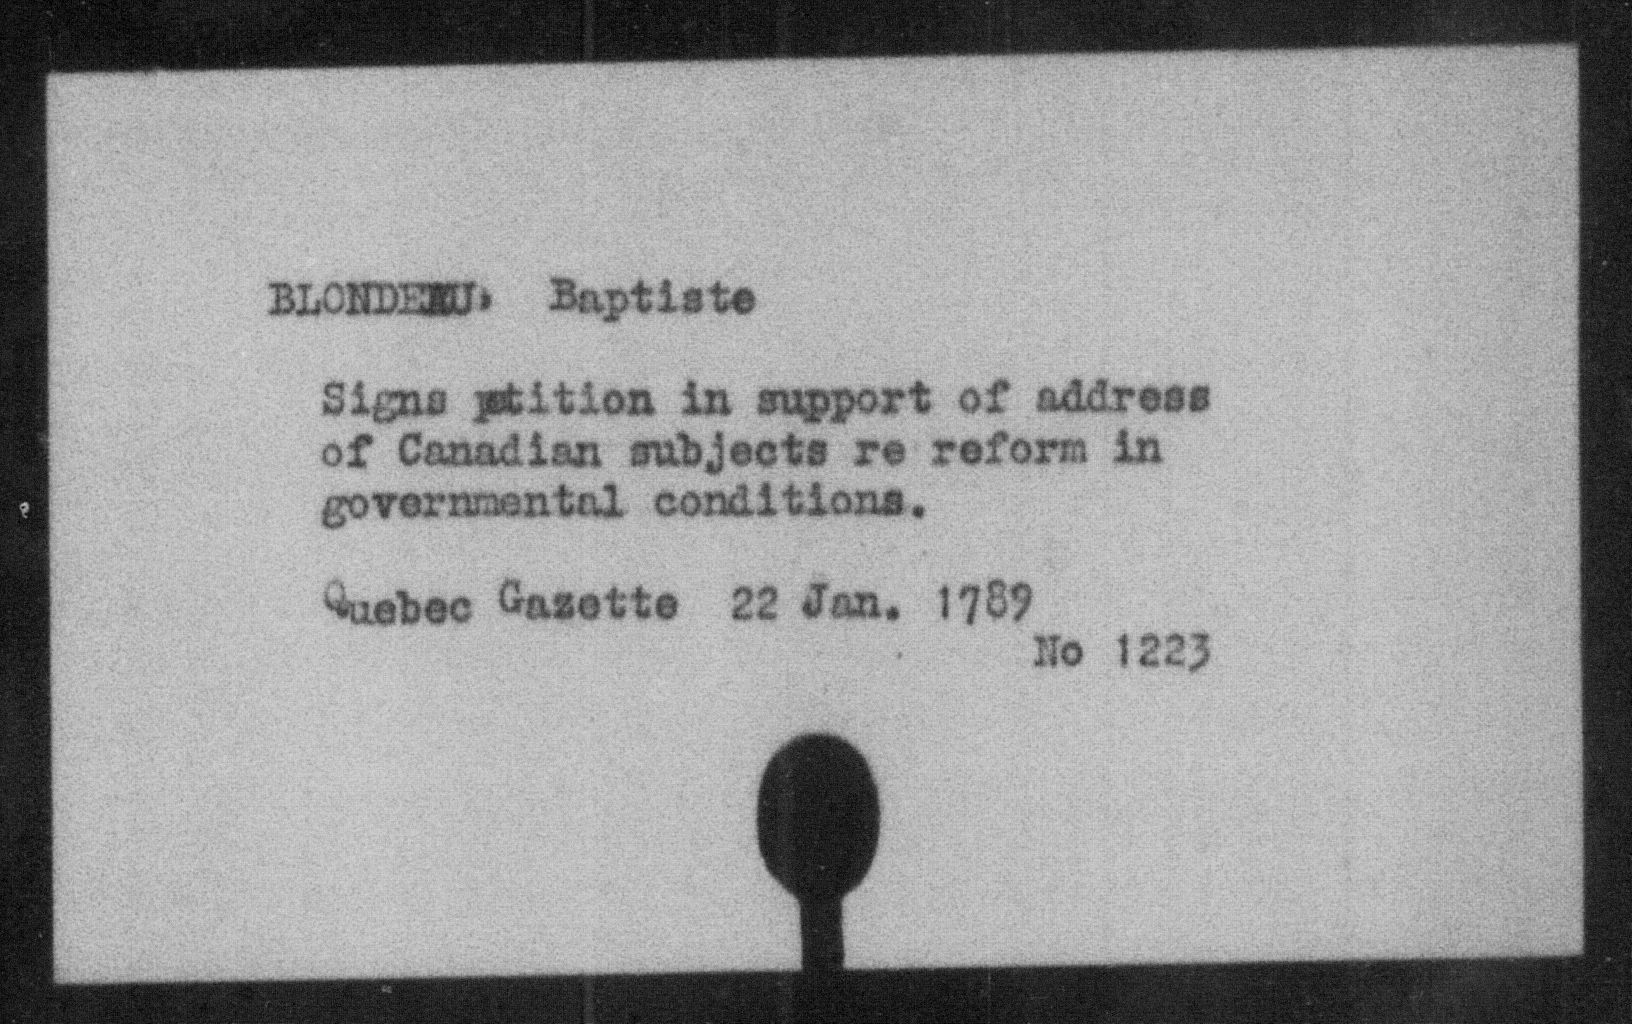 BLONDEAU, Baptiste
Signs petition in support of address
of Canadian subjects re reform in
governmental conditions.
Quebec Gazette 22 Jan. 1789
No 1223